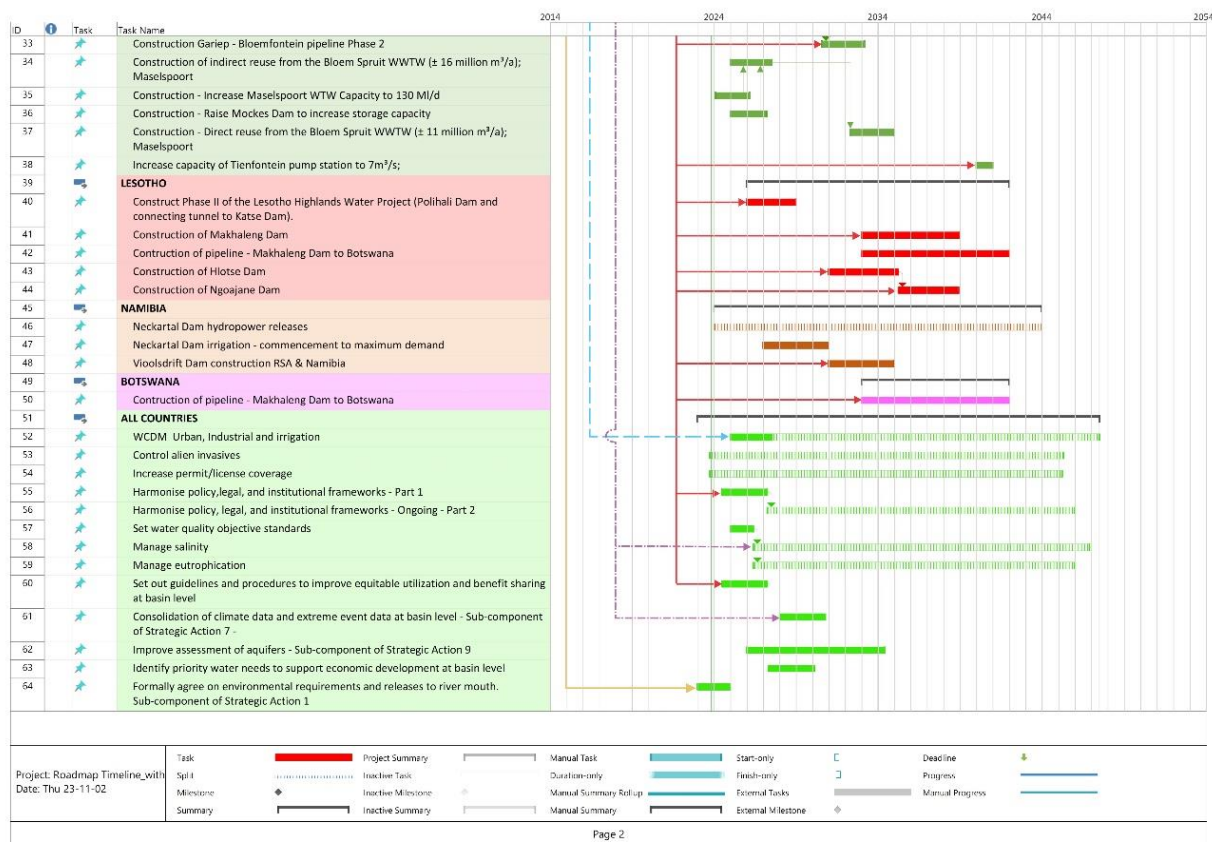 2014 2024 2034 2044 2054
ID Task Task Name
33 Construction Gariep - Bloemfontein pipeline Phase 2
34 Construction of indirect reuse from the Bloem Spruit WWTW (± 16 million m³/a);
Maselspoort
35 Construction - Increase Maselspoort WTW Capacity to 130 Ml/d
36 Construction - Raise Mockes Dam to increase storage capacity
37 Construction - Direct reuse from the Bloem Spruit WWTW (± 11 million m³/a);
Maselspoort
38 Increase capacity of Tienfontein pump station to 7m³/s;
39 LESOTHO
40 Construct Phase II of the Lesotho Highlands Water Project (Polihali Dam and
connecting tunnel to Katse Dam).
41 Construction of Makhaleng Dam
42 Contruction of pipeline - Makhaleng Dam to Botswana
43 Construction of Hlotse Dam
44 Construction of Ngoajane Dam
45 NAMIBIA
46 Neckartal Dam hydropower releases
47 Neckartal Dam irrigation - commencement to maximum demand
48 Vioolsdrift Dam construction RSA & Namibia
49 BOTSWANA
50 Contruction of pipeline - Makhaleng Dam to Botswana
51 ALL COUNTRIES
52 WCDM Urban, Industrial and irrigation
53 Control alien invasives
54 Increase permit/license coverage
55 Harmonise policy,legal, and institutional frameworks - Part 1
56 Harmonise policy, legal, and institutional frameworks - Ongoing - Part 2
57 Set water quality objective standards
58 Manage salinity
59 Manage eutrophication
60 Set out guidelines and procedures to improve equitable utilization and benefit sharing
at basin level
61 Consolidation of climate data and extreme event data at basin level - Sub-component
of Strategic Action 7 -
62 Improve assessment of aquifers - Sub-component of Strategic Action 9
63 Identify priority water needs to support economic development at basin level
64 Formally agree on environmental requirements and releases to river mouth.
Sub-component of Strategic Action 1
Project: Roadmap Timeline_with
Date: Thu 23-11-02
Task Project Summary Manual Task Start-only Deadline
Split Inactive Task Duration-only Finish-only Progress
Milestone Inactive Milestone Manual Summary Rollup External Tasks Manual Progress
Summary Inactive Summary Manual Summary External Milestone
Page 2